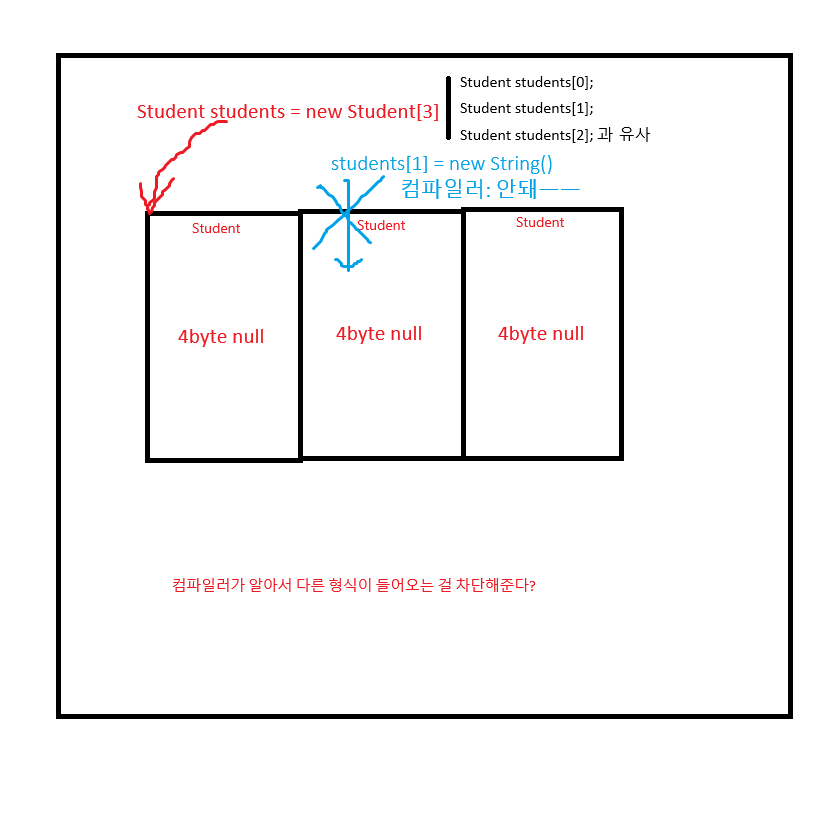 Student students = new Student[3]
Student students[0];
Student students[1];
Student students[2]; 과 유사
students[1] = new String()
컴파일러: 안돼ㅡㅡ
Student
Student
Student
4byte null
4byte null
4byte null
컴파일러가 알아서 다른 형식이 들어오는 걸 차단해준다?